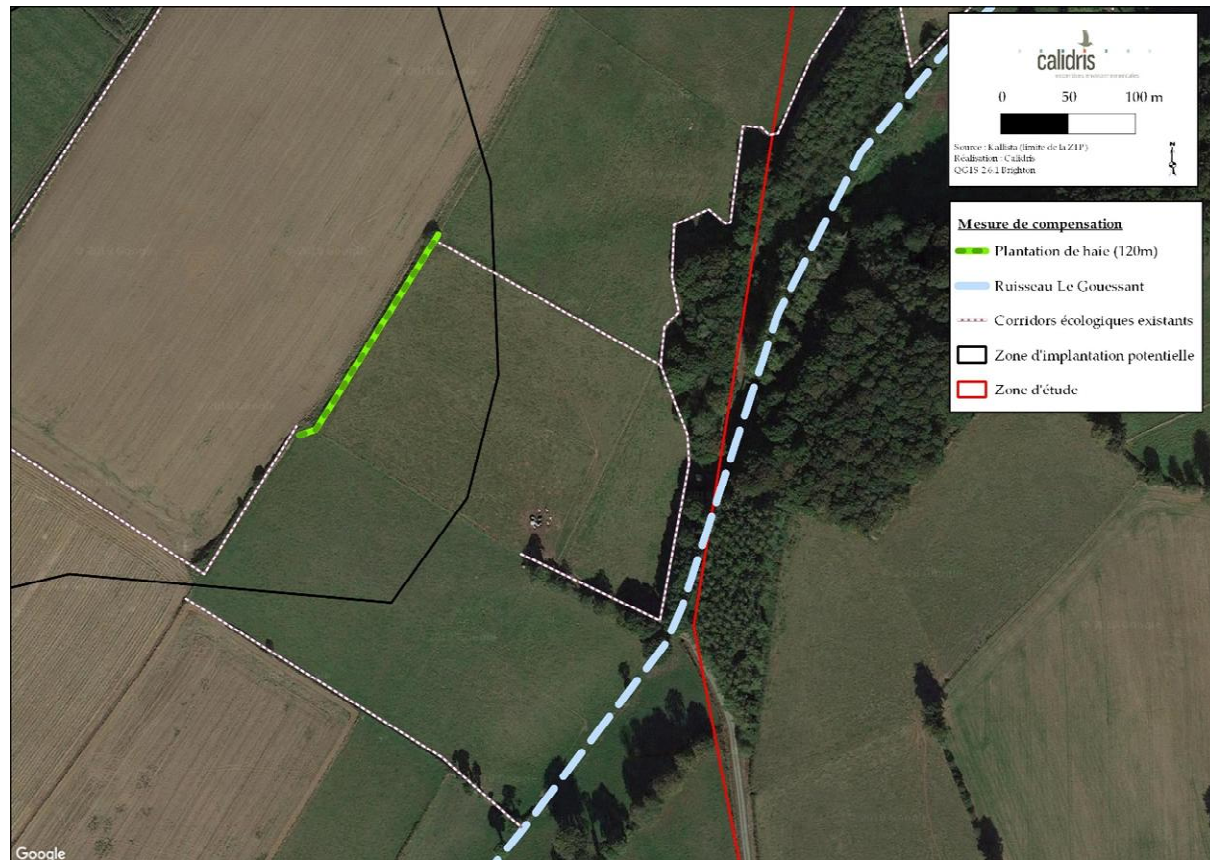 calidris
0 50 100 m
Source : Kallista (limite de la ZIP)
Réalisation : Calidris
QGIS 2.6.1 Brighton
N
Mesure de compensation
Plantation de haie (120m)
Ruisseau Le Gouessant
Corridors écologiques existants
Zone d'implantation potentielle
Zone d'étude
Google